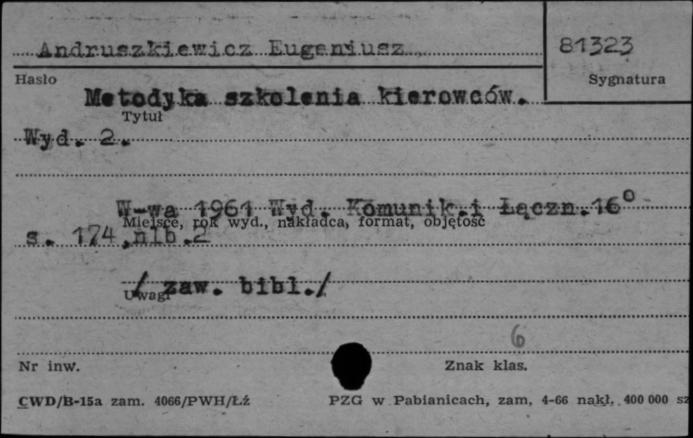 Andruszkiewicz Eugeniusz
81323
Hasło
Sygnatura
Metodyka szkolenia kierowców.
Tytuł
Wyd. 2.
W-wa 1961 Wyd. Komunik.i Łączn.16°
Miejsce, rok wyd., nakładca, format, objętość
s. 174,nlb.2
/ zaw. bibl./
Uwagi
6
Nr inw.
Znak klas.
CWD/B-15a zam. 4066/PWH/Łż
PZG w Pabianicach, zam, 4-66 nakł. 400 000 sz